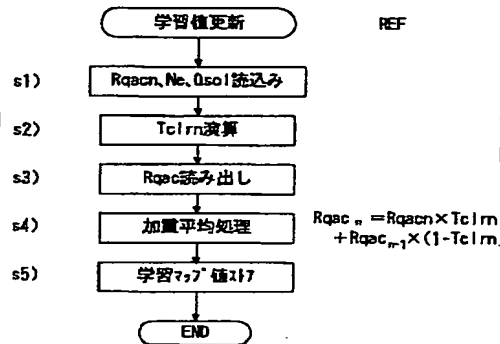 学習値更新
REF
s1)
Rqacn、Ne、Qsol読込み
s2)
Tclrn演算
s3)
Rqac読み出し
s4)
加重平均処理
Rqac n =Rqacn×Tclrn
+Rqac n-1 ×(1-Tclrn)
s5)
学習マップ値ストア
END